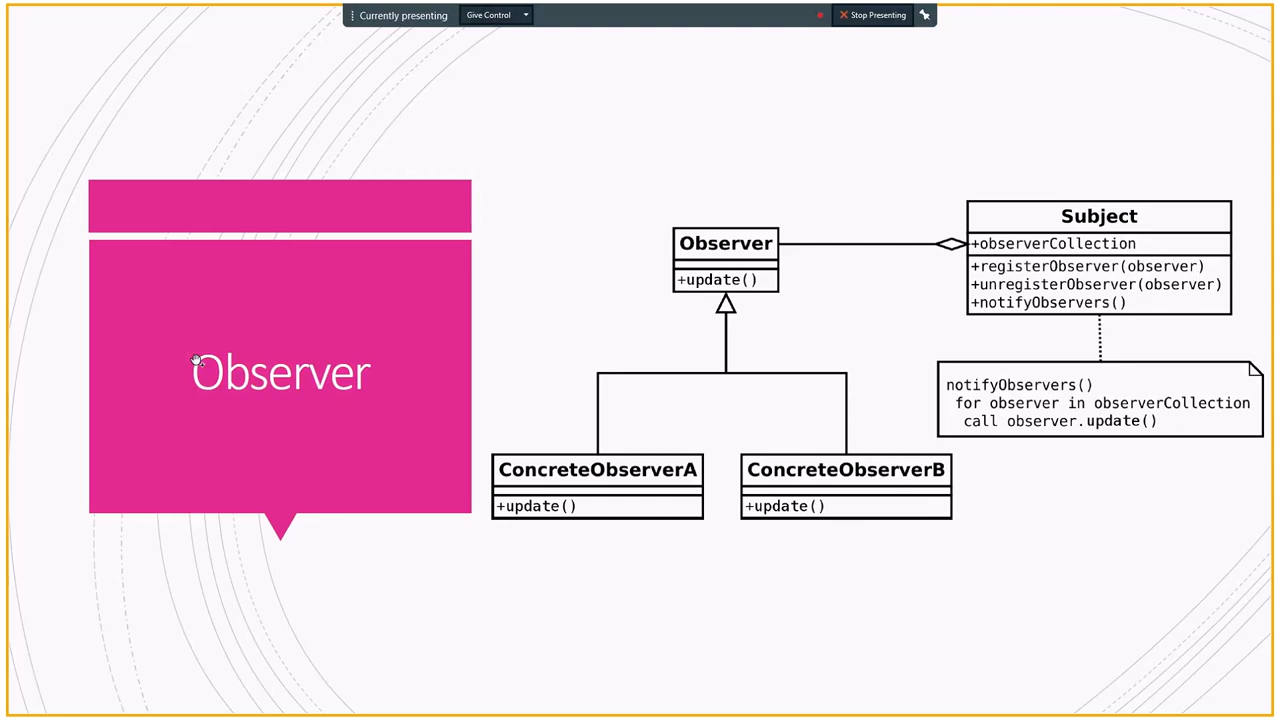 Currently presenting
Give Control
Stop Presenting
Observer
Observer
+update()
Subject
+observerCollection
+registerObserver(observer)
+unregisterObserver(observer)
+notifyObservers()
notifyObservers()
for observer in observerCollection
call observer.update()
ConcreteObserverA
+update()
ConcreteObserverB
+update()